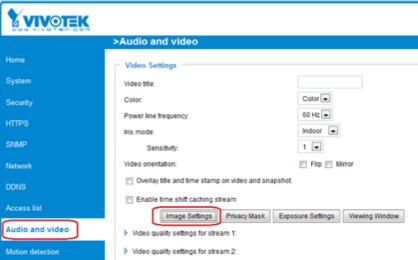 VIVOTEK
WWW.VIVOTEK.COM
>Audio and video
Home
System
Security
HTTPS
SNMP
Network
DDNS
Access list
Audio and video
Motion detection
Video Settings
Video title:
Color: Color
Power line frequency: 60 Hz
Iris mode: Indoor
Sensitivity: 1
Video orientation: Flip Mirror
Overlay title and time stamp on video and snapshot
Enable time shift caching stream
Image Settings Privacy Mask Exposure Settings Viewing Window
Video quality settings for stream 1:
Video quality settings for stream 2: